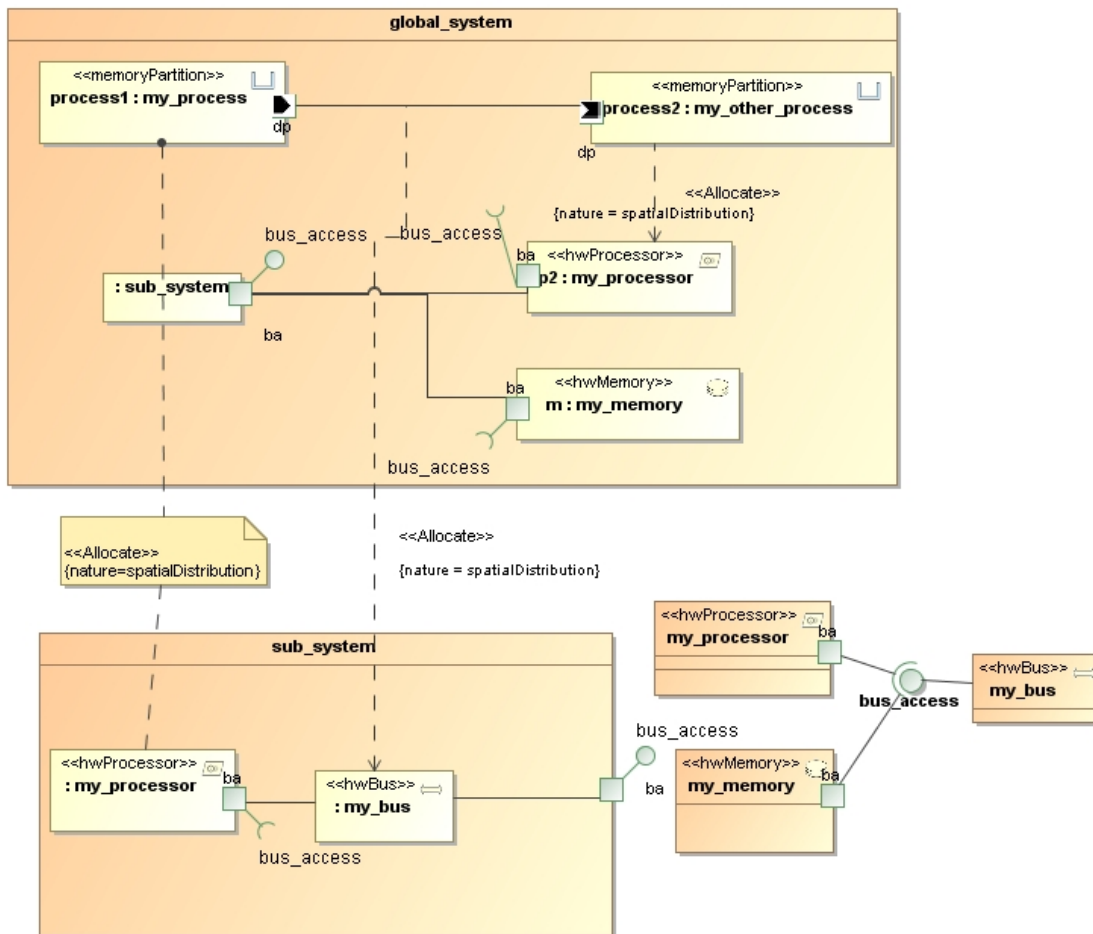 global_system
<<memoryPartition>>
process1 : my_process
dp
<<memoryPartition>>
process2 : my_other_process
dp
<<Allocate>>
{nature = spatialDistribution}
bus_access
bus_access
: sub_system
ba
<<hwProcessor>>
ba
p2 : my_processor
<<hwMemory>>
ba
m : my_memory
bus_access
<<Allocate>>
{nature=spatialDistribution}
<<Allocate>>
{nature = spatialDistribution}
sub_system
<<hwProcessor>>
: my_processor
ba
bus_access
<<hwBus>>
: my_bus
bus_access
ba
<<hwProcessor>>
my_processor
ba
bus_access
<<hwBus>>
my_bus
<<hwMemory>>
my_memory
ba